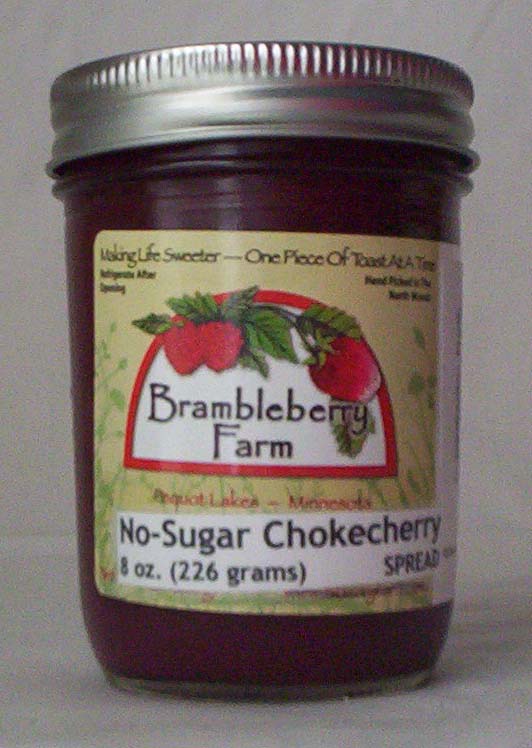 Making Life Sweeter — One Piece Of Toast At A Time
Refrigerate After
Opening
Hand Picked In The
North Woods
Brambleberry
Farm
Pequot Lakes ~ Minnesota
No-Sugar Chokecherry
8 oz. (226 grams)
SPREAD